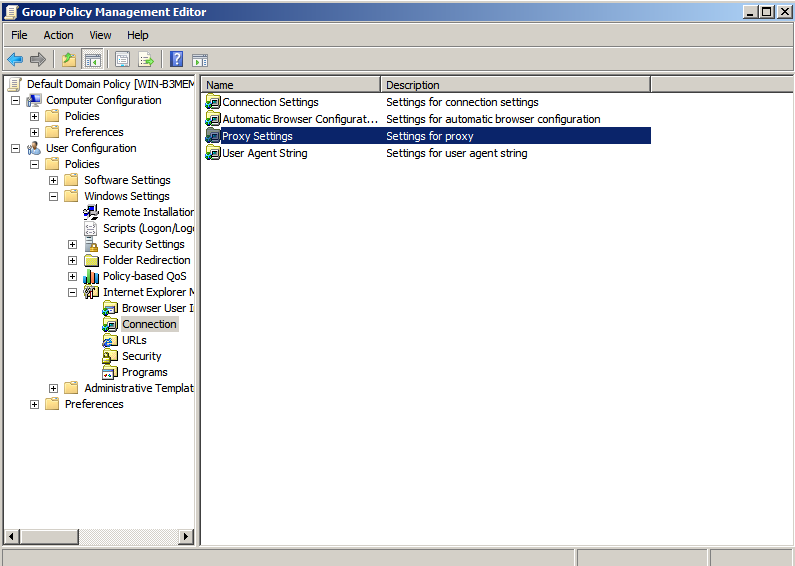 Group Policy Management Editor
File Action View Help
Default Domain Policy [WIN-B3MEM
Computer Configuration
Policies
Preferences
User Configuration
Policies
Software Settings
Windows Settings
Remote Installation
Scripts (Logon/Logo
Security Settings
Folder Redirection
Policy-based QoS
Internet Explorer M
Browser User I
Connection
URLs
Security
Programs
Administrative Templat
Preferences
Name Description
Connection Settings Settings for connection settings
Automatic Browser Configurat... Settings for automatic browser configuration
Proxy Settings Settings for proxy
User Agent String Settings for user agent string